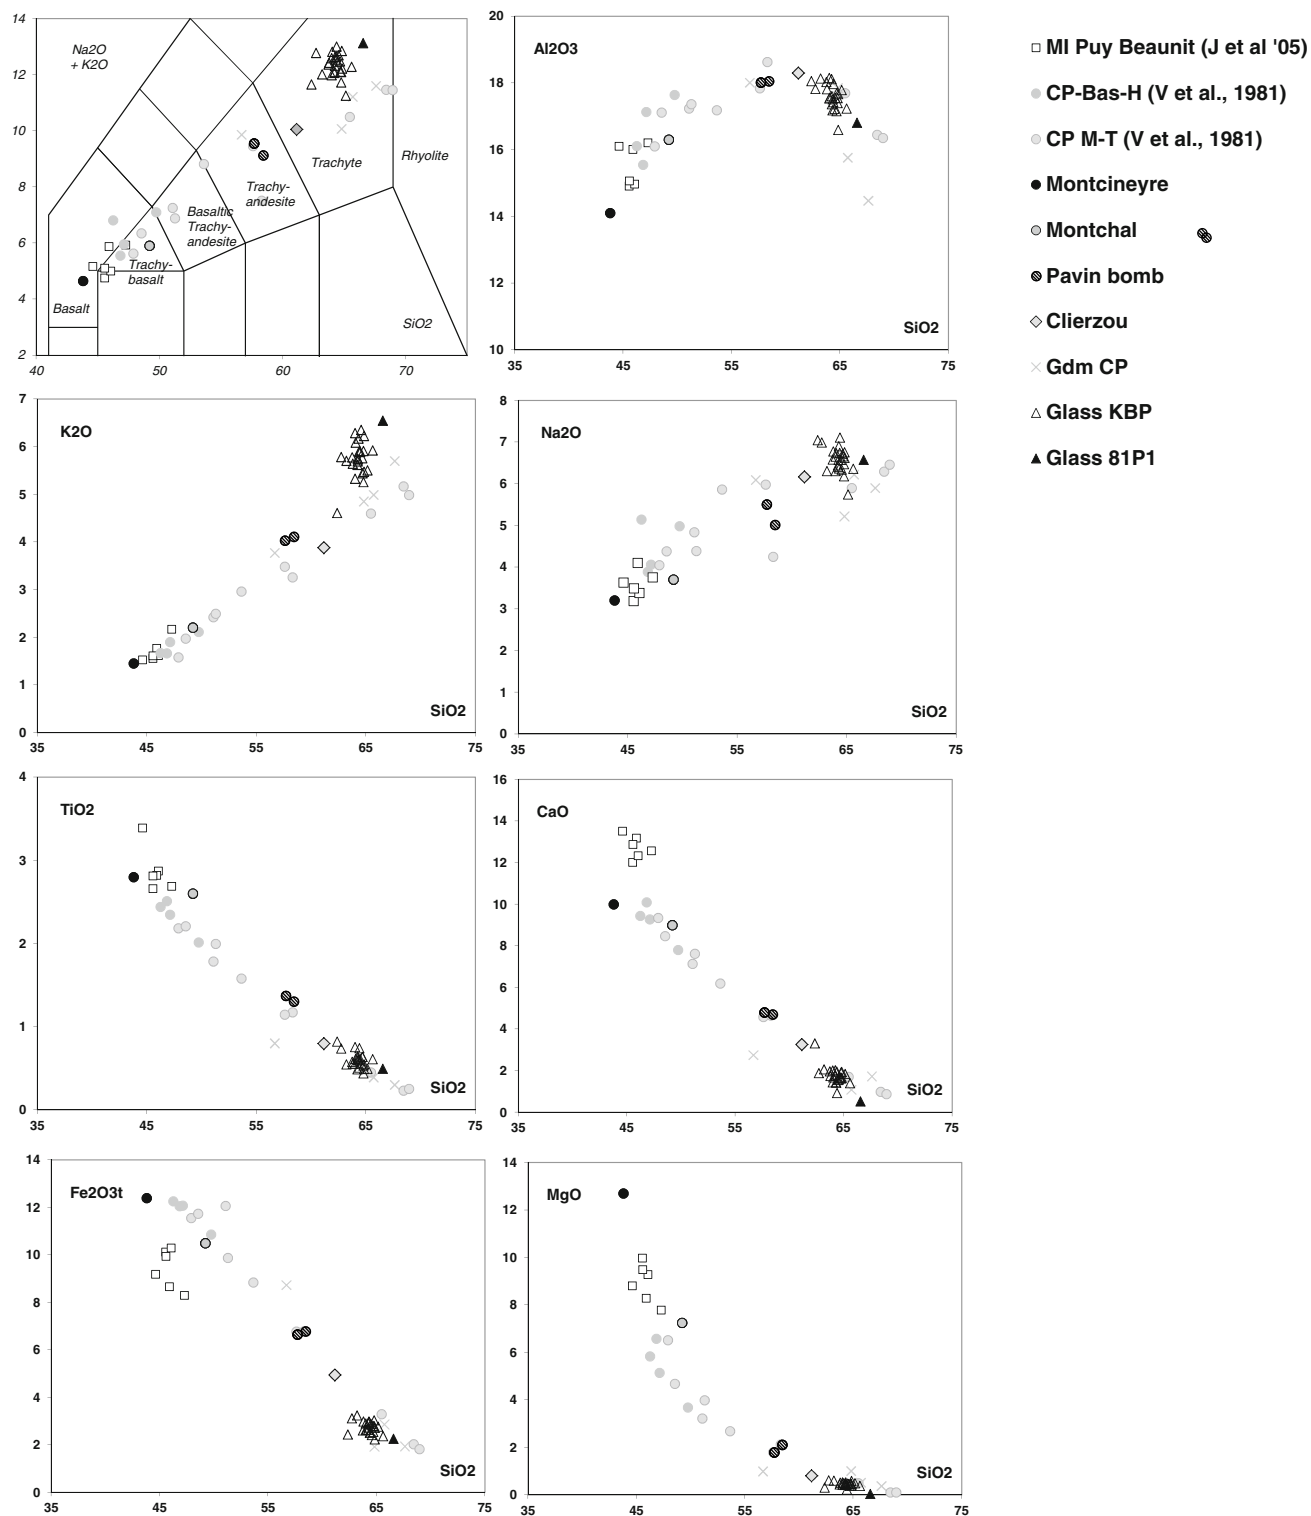 14
12
10
8
6
4
2
40
50
60
70
Na2O
+ K2O
Trachyte
Rhyolite
Trachy-
andesite
Basaltic
Trachy-
andesite
Trachy-
basalt
Basalt
SiO2
20
18
16
14
12
10
35
45
55
65
75
Al2O3
SiO2
MI Puy Beaunit (J et al '05)
CP-Bas-H (V et al., 1981)
CP M-T (V et al., 1981)
Montcineyre
Montchal
Pavin bomb
Clierzou
Gdm CP
Glass KBP
Glass 81P1
7
6
5
4
3
2
1
0
35
45
55
65
75
K2O
SiO2
8
7
6
5
4
3
2
1
0
35
45
55
65
75
Na2O
SiO2
4
3
2
1
0
35
45
55
65
75
TiO2
SiO2
16
14
12
10
8
6
4
2
0
35
45
55
65
75
CaO
SiO2
14
12
10
8
6
4
2
0
35
45
55
65
75
Fe2O3t
SiO2
14
12
10
8
6
4
2
0
35
45
55
65
75
MgO
SiO2